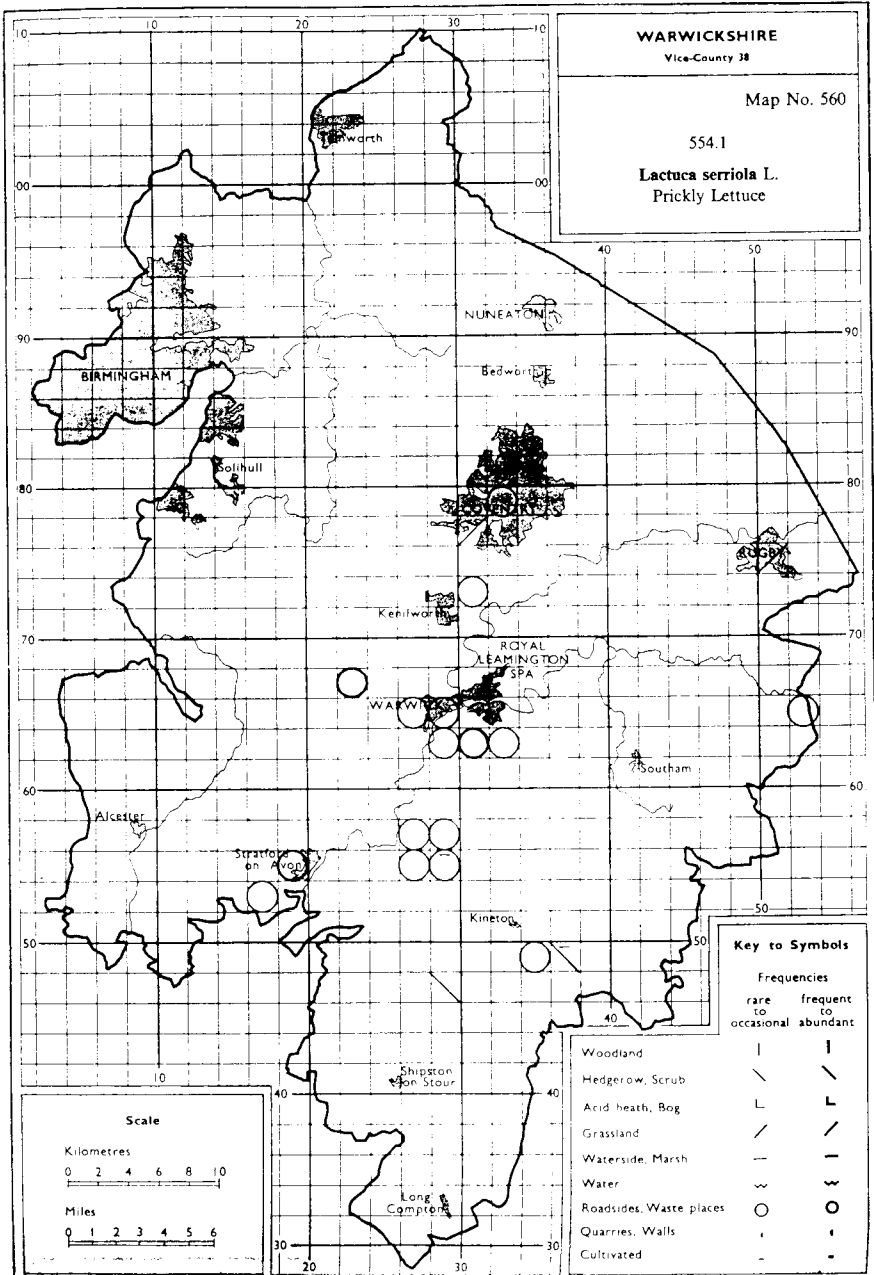 WARWICKSHIRE
Vice-County 38
Map No. 560
554.1
Lactuca serriola L.
Prickly Lettuce
10 10 20 30 10
Tamworth
00 00 40 50
NUNEATON
90 90
BIRMINGHAM
Bedworth
Solihull
80 80
COVENTRY
RUGBY
Kenilworth
70 70
ROYAL
LEAMINGTON
SPA
WARWICK
Southam
60 60
Alcester
Stratford
on Avon
50 Kineton 50 50
10 40
Shipston
on Stour
40 40
Long
Compton
30 20 30 30
Scale
Kilometres
0 2 4 6 8 10
Miles
0 1 2 3 4 5 6
Key to Symbols
Frequencies
rare frequent
to to
occasional abundant
Woodland
Hedgerow, Scrub
Acid heath, Bog
Grassland
Waterside, Marsh
Water
Roadsides, Waste places
Quarries, Walls
Cultivated